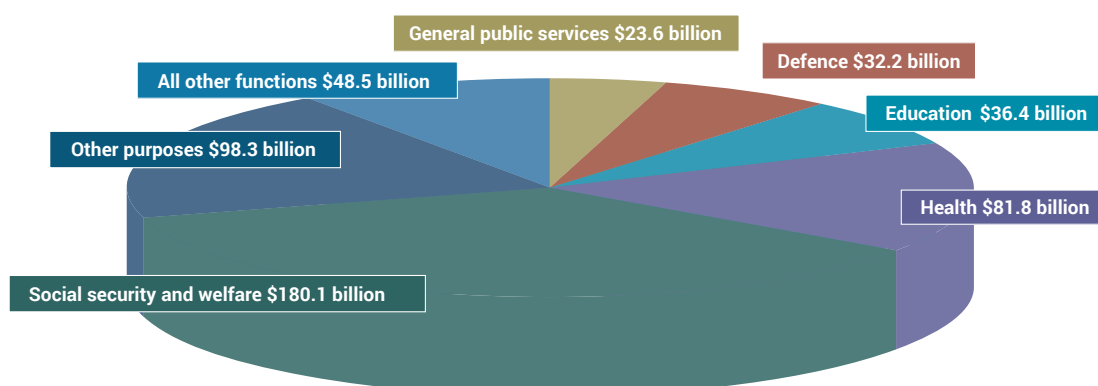 General public services $23.6 billion
Defence $32.2 billion
All other functions $48.5 billion
Education $36.4 billion
Other purposes $98.3 billion
Health $81.8 billion
Social security and welfare $180.1 billion